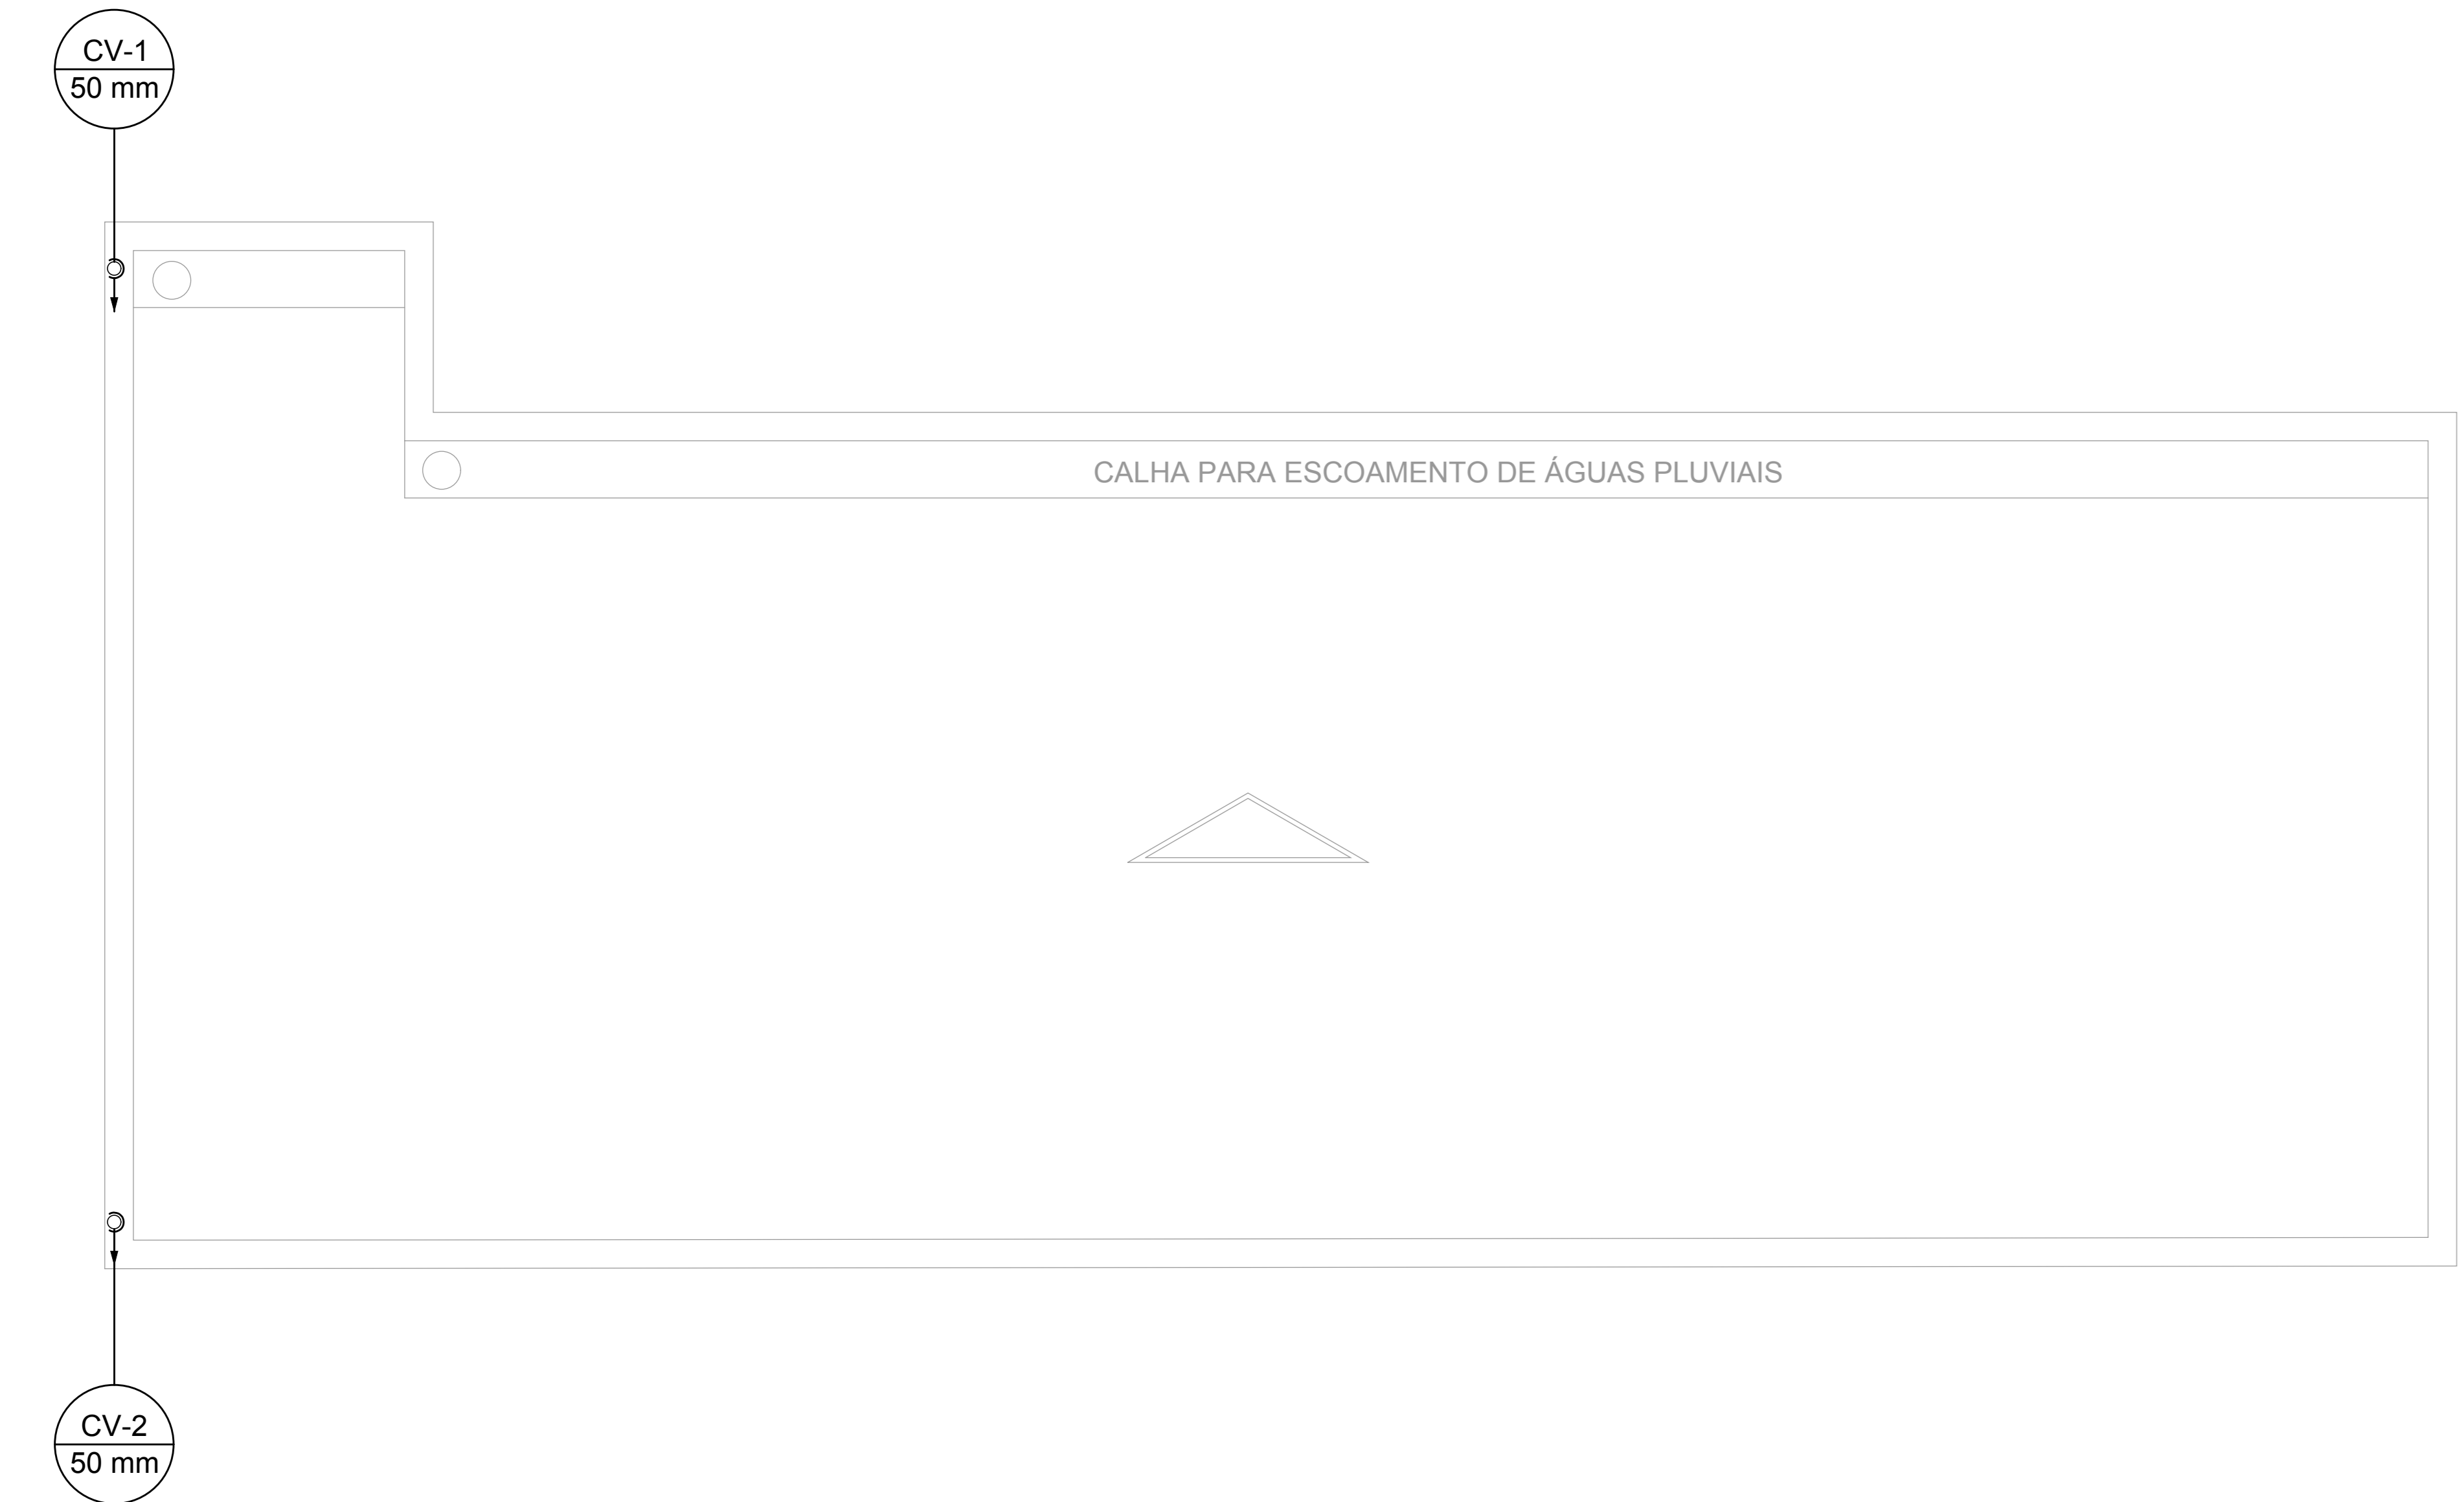 CV-1
50 mm
CALHA PARA ESCOAMENTO DE ÁGUAS PLUVIAIS
CV-2
50 mm